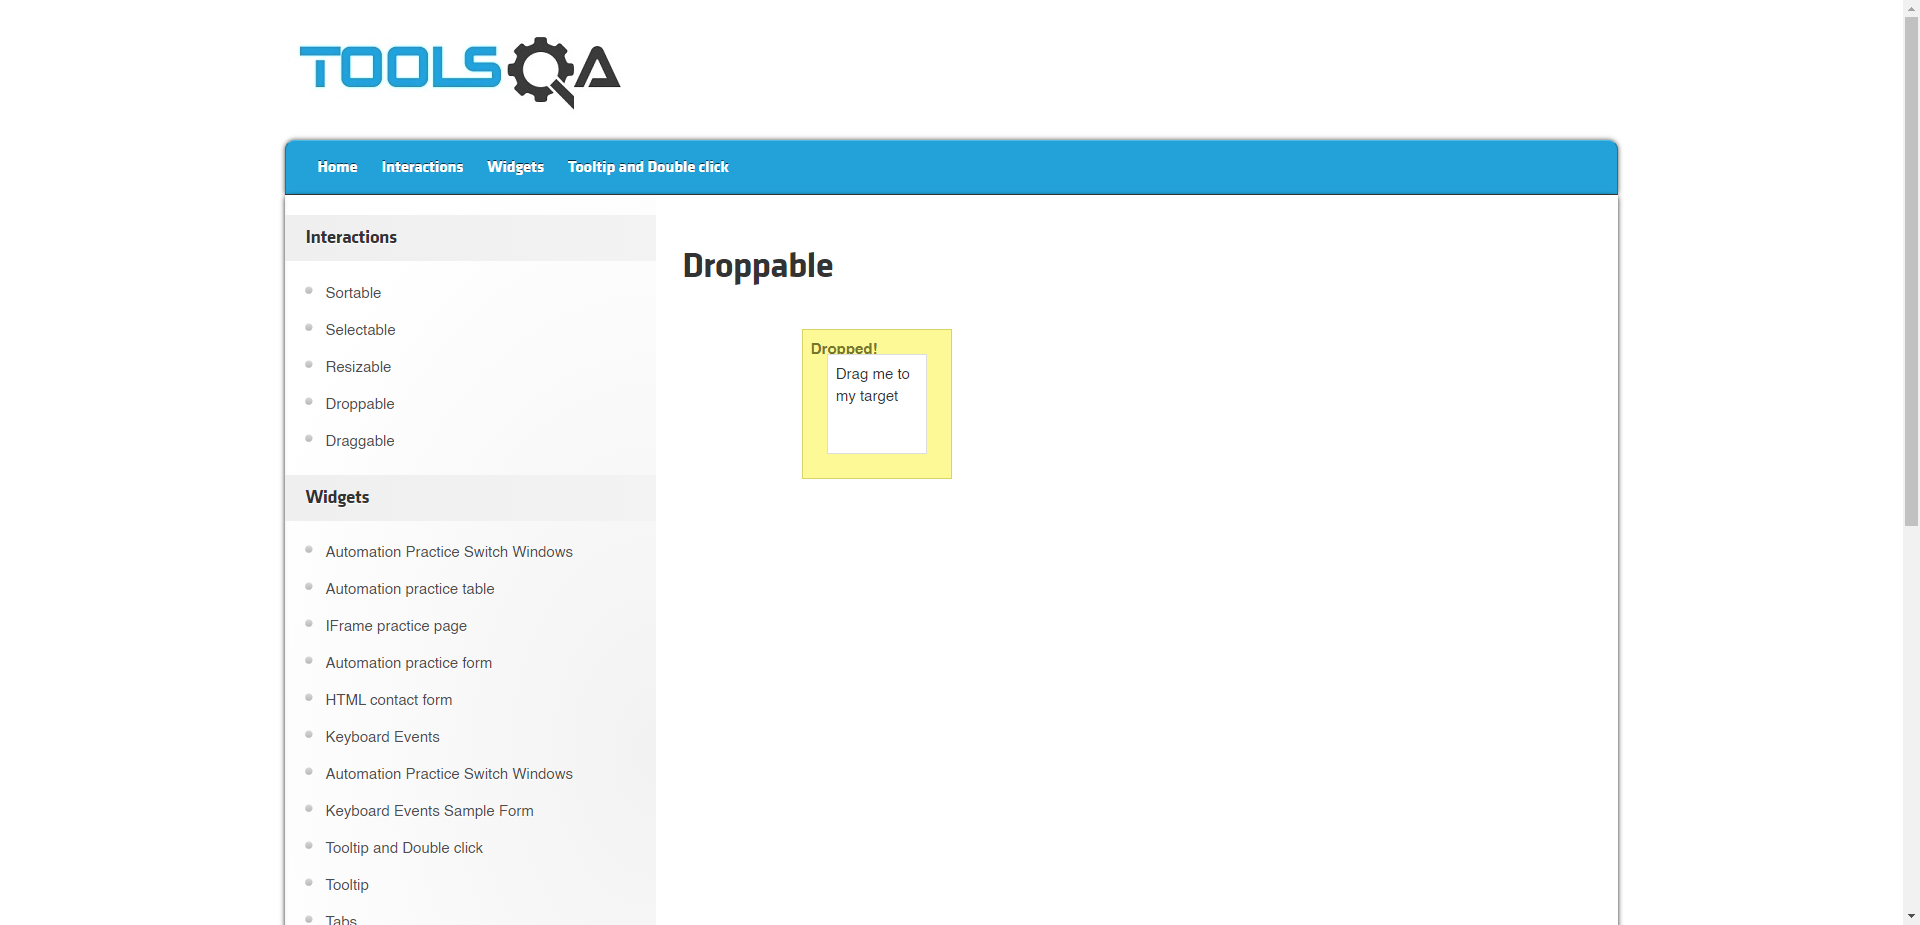 TOOLSQA
Home Interactions Widgets Tooltip and Double click
Interactions
Sortable
Selectable
Resizable
Droppable
Draggable
Widgets
Automation Practice Switch Windows
Automation practice table
IFrame practice page
Automation practice form
HTML contact form
Keyboard Events
Automation Practice Switch Windows
Keyboard Events Sample Form
Tooltip and Double click
Tooltip
Tabs
Droppable
Dropped!
Drag me to
my target